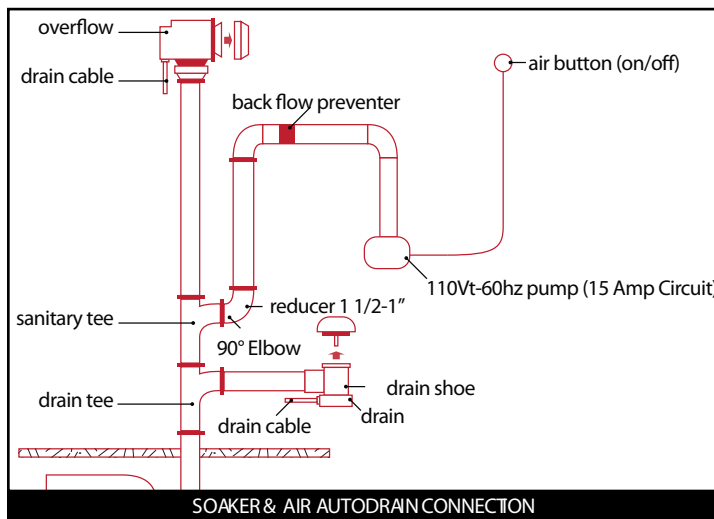 overflow
drain cable
air button (on/off)
back flow preventer
110Vt-60hz pump (15 Amp Circuit)
reducer 1 1/2-1”
sanitary tee
90° Elbow
drain shoe
drain tee
drain cable
drain
SOAKER & AIR AUTODRAIN CONNECTION